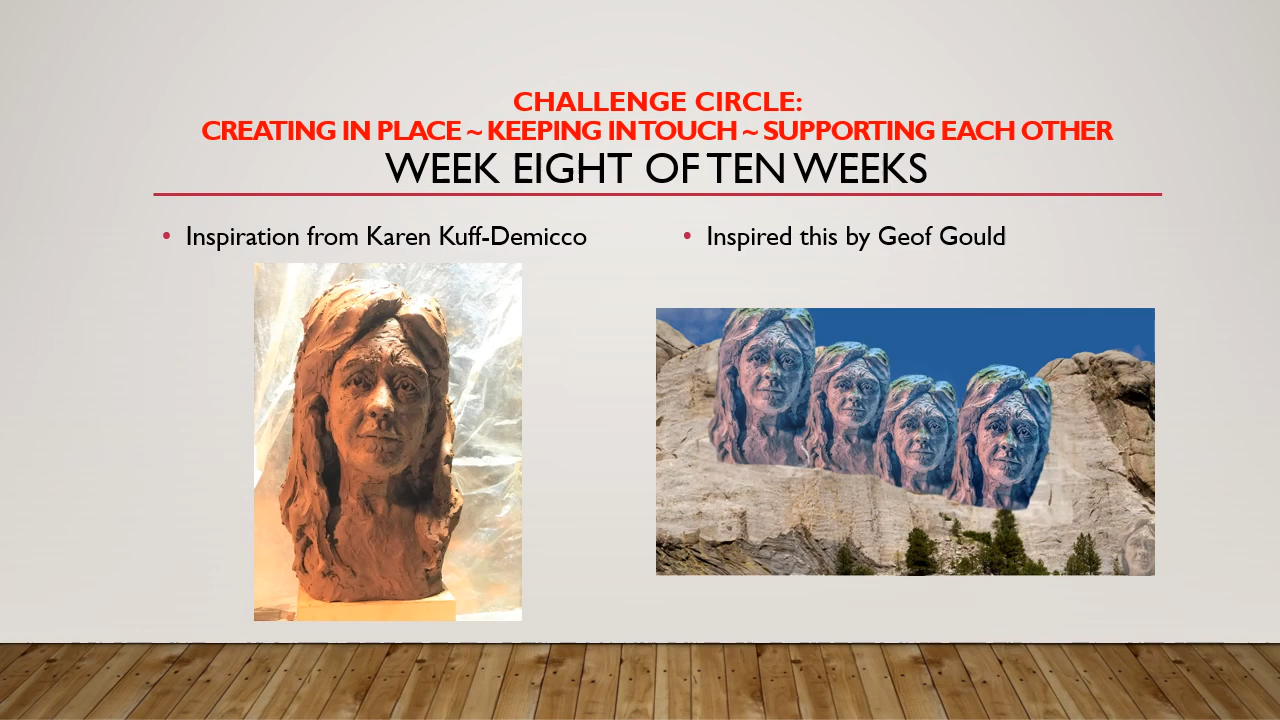 CHALLENGE CIRCLE:
CREATING IN PLACE ~ KEEPING IN TOUCH ~ SUPPORTING EACH OTHER
WEEK EIGHT OF TEN WEEKS
• Inspiration from Karen Kuff-Demicco
• Inspired this by Geof Gould